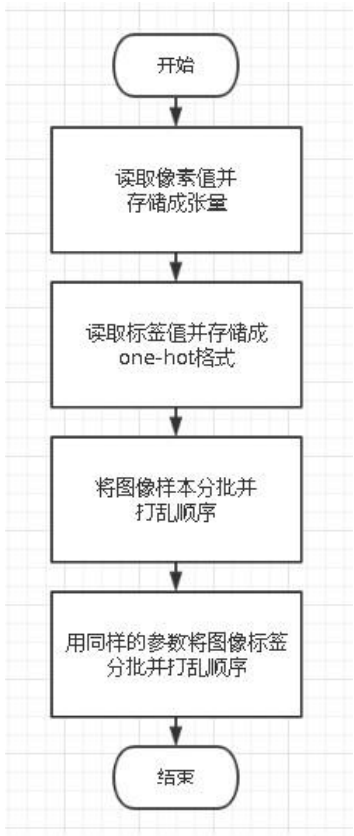 开始
读取像素值并
存储成张量
读取标签值并存储成
one-hot格式
将图像样本分批并
打乱顺序
用同样的参数将图像标签
分批并打乱顺序
结束